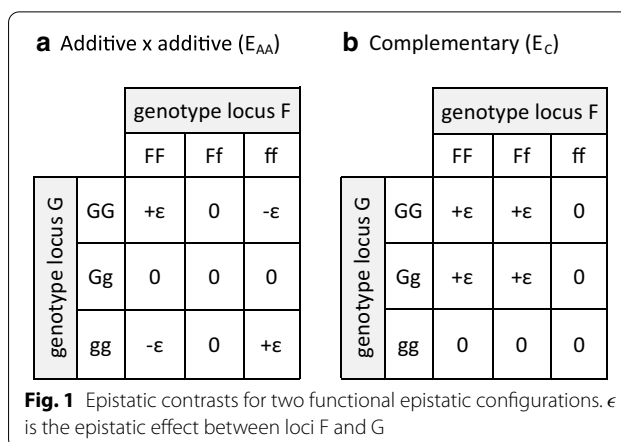 a Additive x additive (E_AA) b Complementary (E_C)
genotype locus F genotype locus F
FF Ff ff FF Ff ff
genotype locus G genotype locus G
GG +ε 0 -ε GG +ε +ε 0
Gg 0 0 0 Gg +ε +ε 0
gg -ε 0 +ε gg 0 0 0
Fig. 1 Epistatic contrasts for two functional epistatic configurations. ϵ
is the epistatic effect between loci F and G